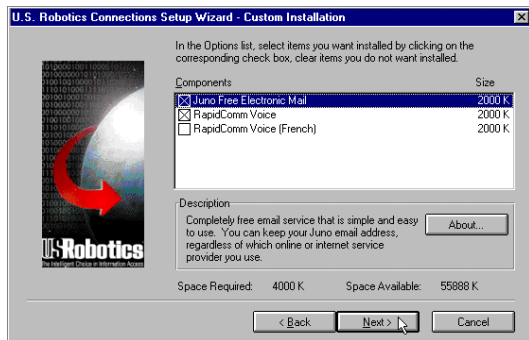 U.S. Robotics Connections Setup Wizard - Custom Installation
In the Options list, select items you want installed by clicking on the
corresponding check box, clear items you do not want installed.
Components Size
Juno Free Electronic Mail 2000 K
RapidComm Voice 2000 K
RapidComm Voice (French) 2000 K
Description
Completely free email service that is simple and easy
to use. You can keep your Juno email address,
regardless of which online or internet service
provider you use.
About...
USRobotics
The Intelligent Choice in Information Access
Space Required: 4000 K Space Available: 55888 K
< Back Next > Cancel